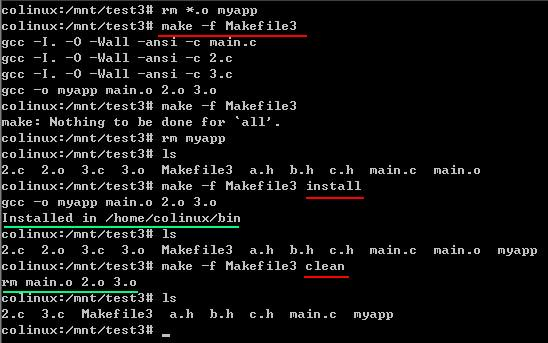 colinux:/mnt/test3# rm *.o myapp
colinux:/mnt/test3# make -f Makefile3
gcc -I. -O -Wall -ansi -c main.c
gcc -I. -O -Wall -ansi -c 2.c
gcc -I. -O -Wall -ansi -c 3.c
gcc -o myapp main.o 2.o 3.o
colinux:/mnt/test3# make -f Makefile3
make: Nothing to be done for `all'.
colinux:/mnt/test3# rm myapp
colinux:/mnt/test3# ls
2.c  2.o  3.c  3.o  Makefile3  a.h  b.h  c.h  main.c  main.o
colinux:/mnt/test3# make -f Makefile3 install
gcc -o myapp main.o 2.o 3.o
Installed in /home/colinux/bin
colinux:/mnt/test3# ls
2.c  2.o  3.c  3.o  Makefile3  a.h  b.h  c.h  main.c  main.o  myapp
colinux:/mnt/test3# make -f Makefile3 clean
rm main.o 2.o 3.o
colinux:/mnt/test3# ls
2.c  3.c  Makefile3  a.h  b.h  c.h  main.c  myapp
colinux:/mnt/test3# _